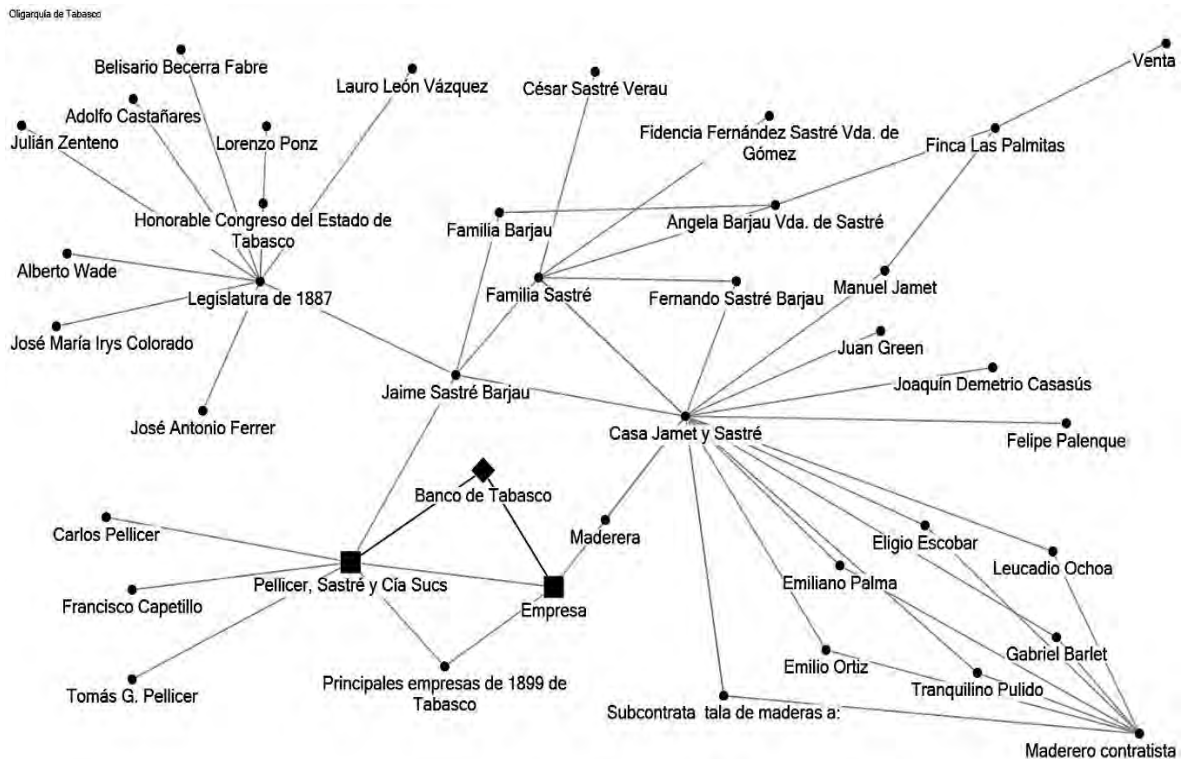 Oligarquía de Tabasco
Belisario Becerra Fabre
Lauro León Vázquez
César Sastré Verau
Venta
Adolfo Castañares
Julián Zenteno
Lorenzo Ponz
Fidencia Fernández Sastré Vda. de
Gómez
Finca Las Palmitas
Honorable Congreso del Estado de
Tabasco
Familia Barjau
Angela Barjau Vda. de Sastré
Alberto Wade
Legislatura de 1887
Familia Sastré
Fernando Sastré Barjau
Manuel Jamet
José María Irys Colorado
Juan Green
Jaime Sastré Barjau
Joaquín Demetrio Casasús
José Antonio Ferrer
Casa Jamet y Sastré
Felipe Palenque
Banco de Tabasco
Carlos Pellicer
Maderera
Eligio Escobar
Leucadio Ochoa
Pellicer, Sastré y Cía Sucs
Emiliano Palma
Francisco Capetillo
Empresa
Gabriel Barlet
Emilio Ortiz
Tranquilino Pulido
Tomás G. Pellicer
Principales empresas de 1899 de
Tabasco
Subcontrata tala de maderas a:
Maderero contratista